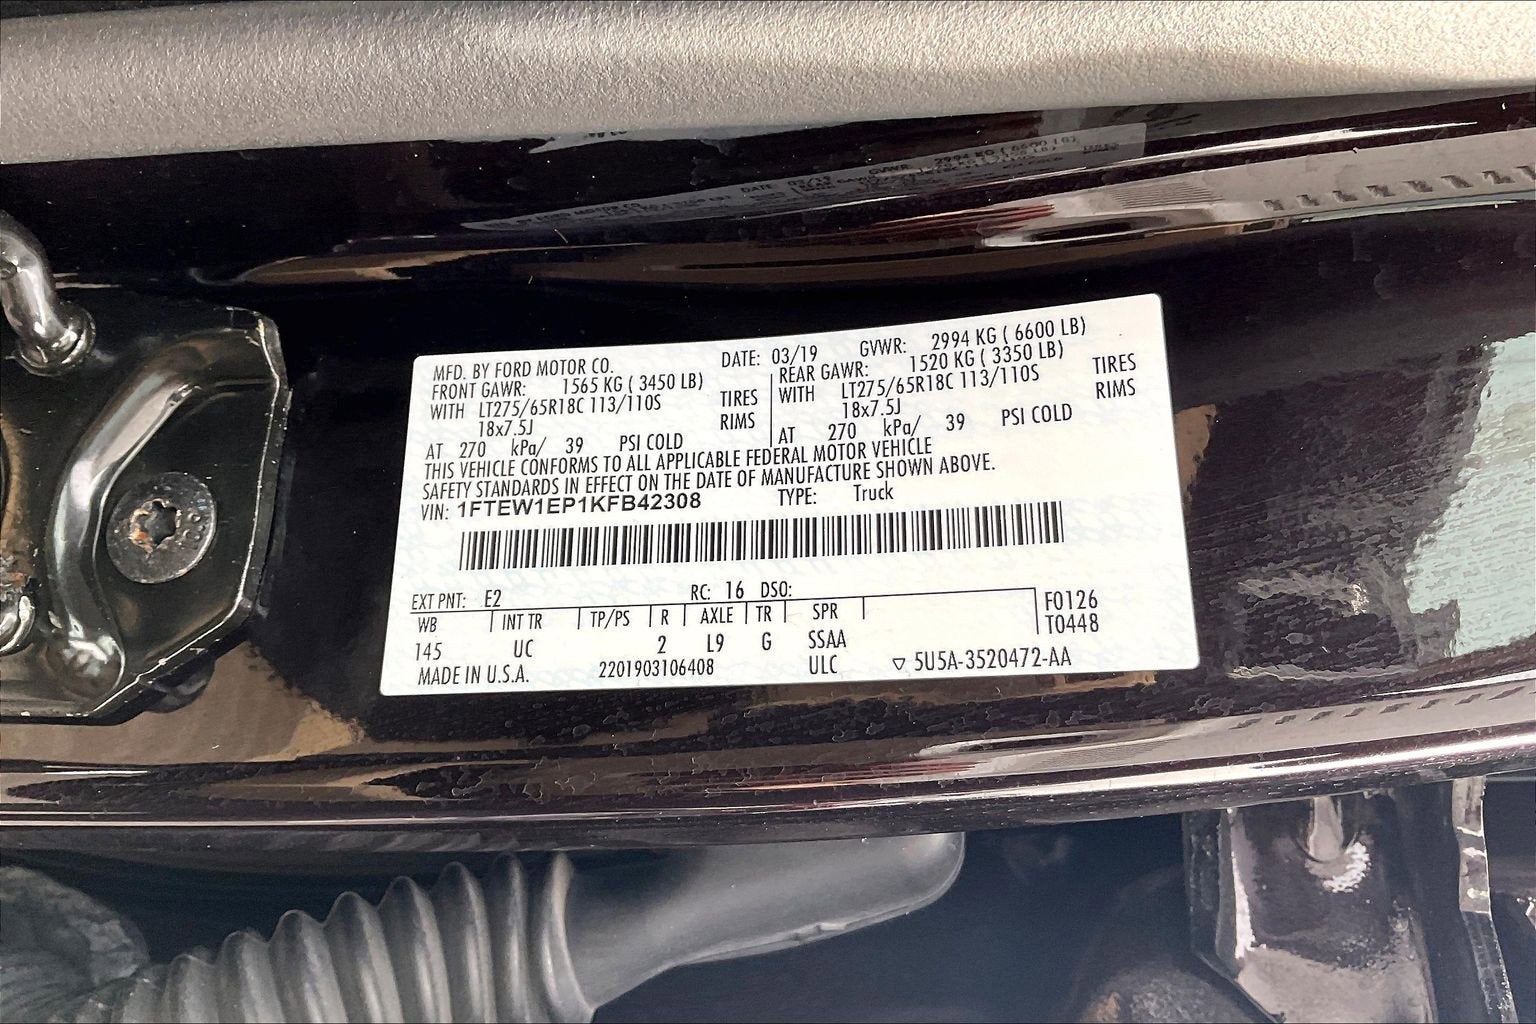 MFD. BY FORD MOTOR CO. DATE: 03/19 GVWR: 2994 KG ( 6600 LB)
FRONT GAWR: 1565 KG ( 3450 LB) REAR GAWR: 1520 KG ( 3350 LB)
WITH LT275/65R18C 113/110S TIRES WITH LT275/65R18C 113/110S TIRES
18x7.5J RIMS 18x7.5J RIMS
AT 270 kPa/ 39 PSI COLD AT 270 kPa/ 39 PSI COLD
THIS VEHICLE CONFORMS TO ALL APPLICABLE FEDERAL MOTOR VEHICLE
SAFETY STANDARDS IN EFFECT ON THE DATE OF MANUFACTURE SHOWN ABOVE.
VIN: 1FTEW1EP1KFB42308 TYPE: Truck
EXT PNT: E2 RC: 16 DSO:
WB INT TR TP/PS R AXLE TR SPR F0126
145 UC 2 L9 G SSAA T0448
MADE IN U.S.A. 2201903106408 ULC ▽ 5U5A-3520472-AA